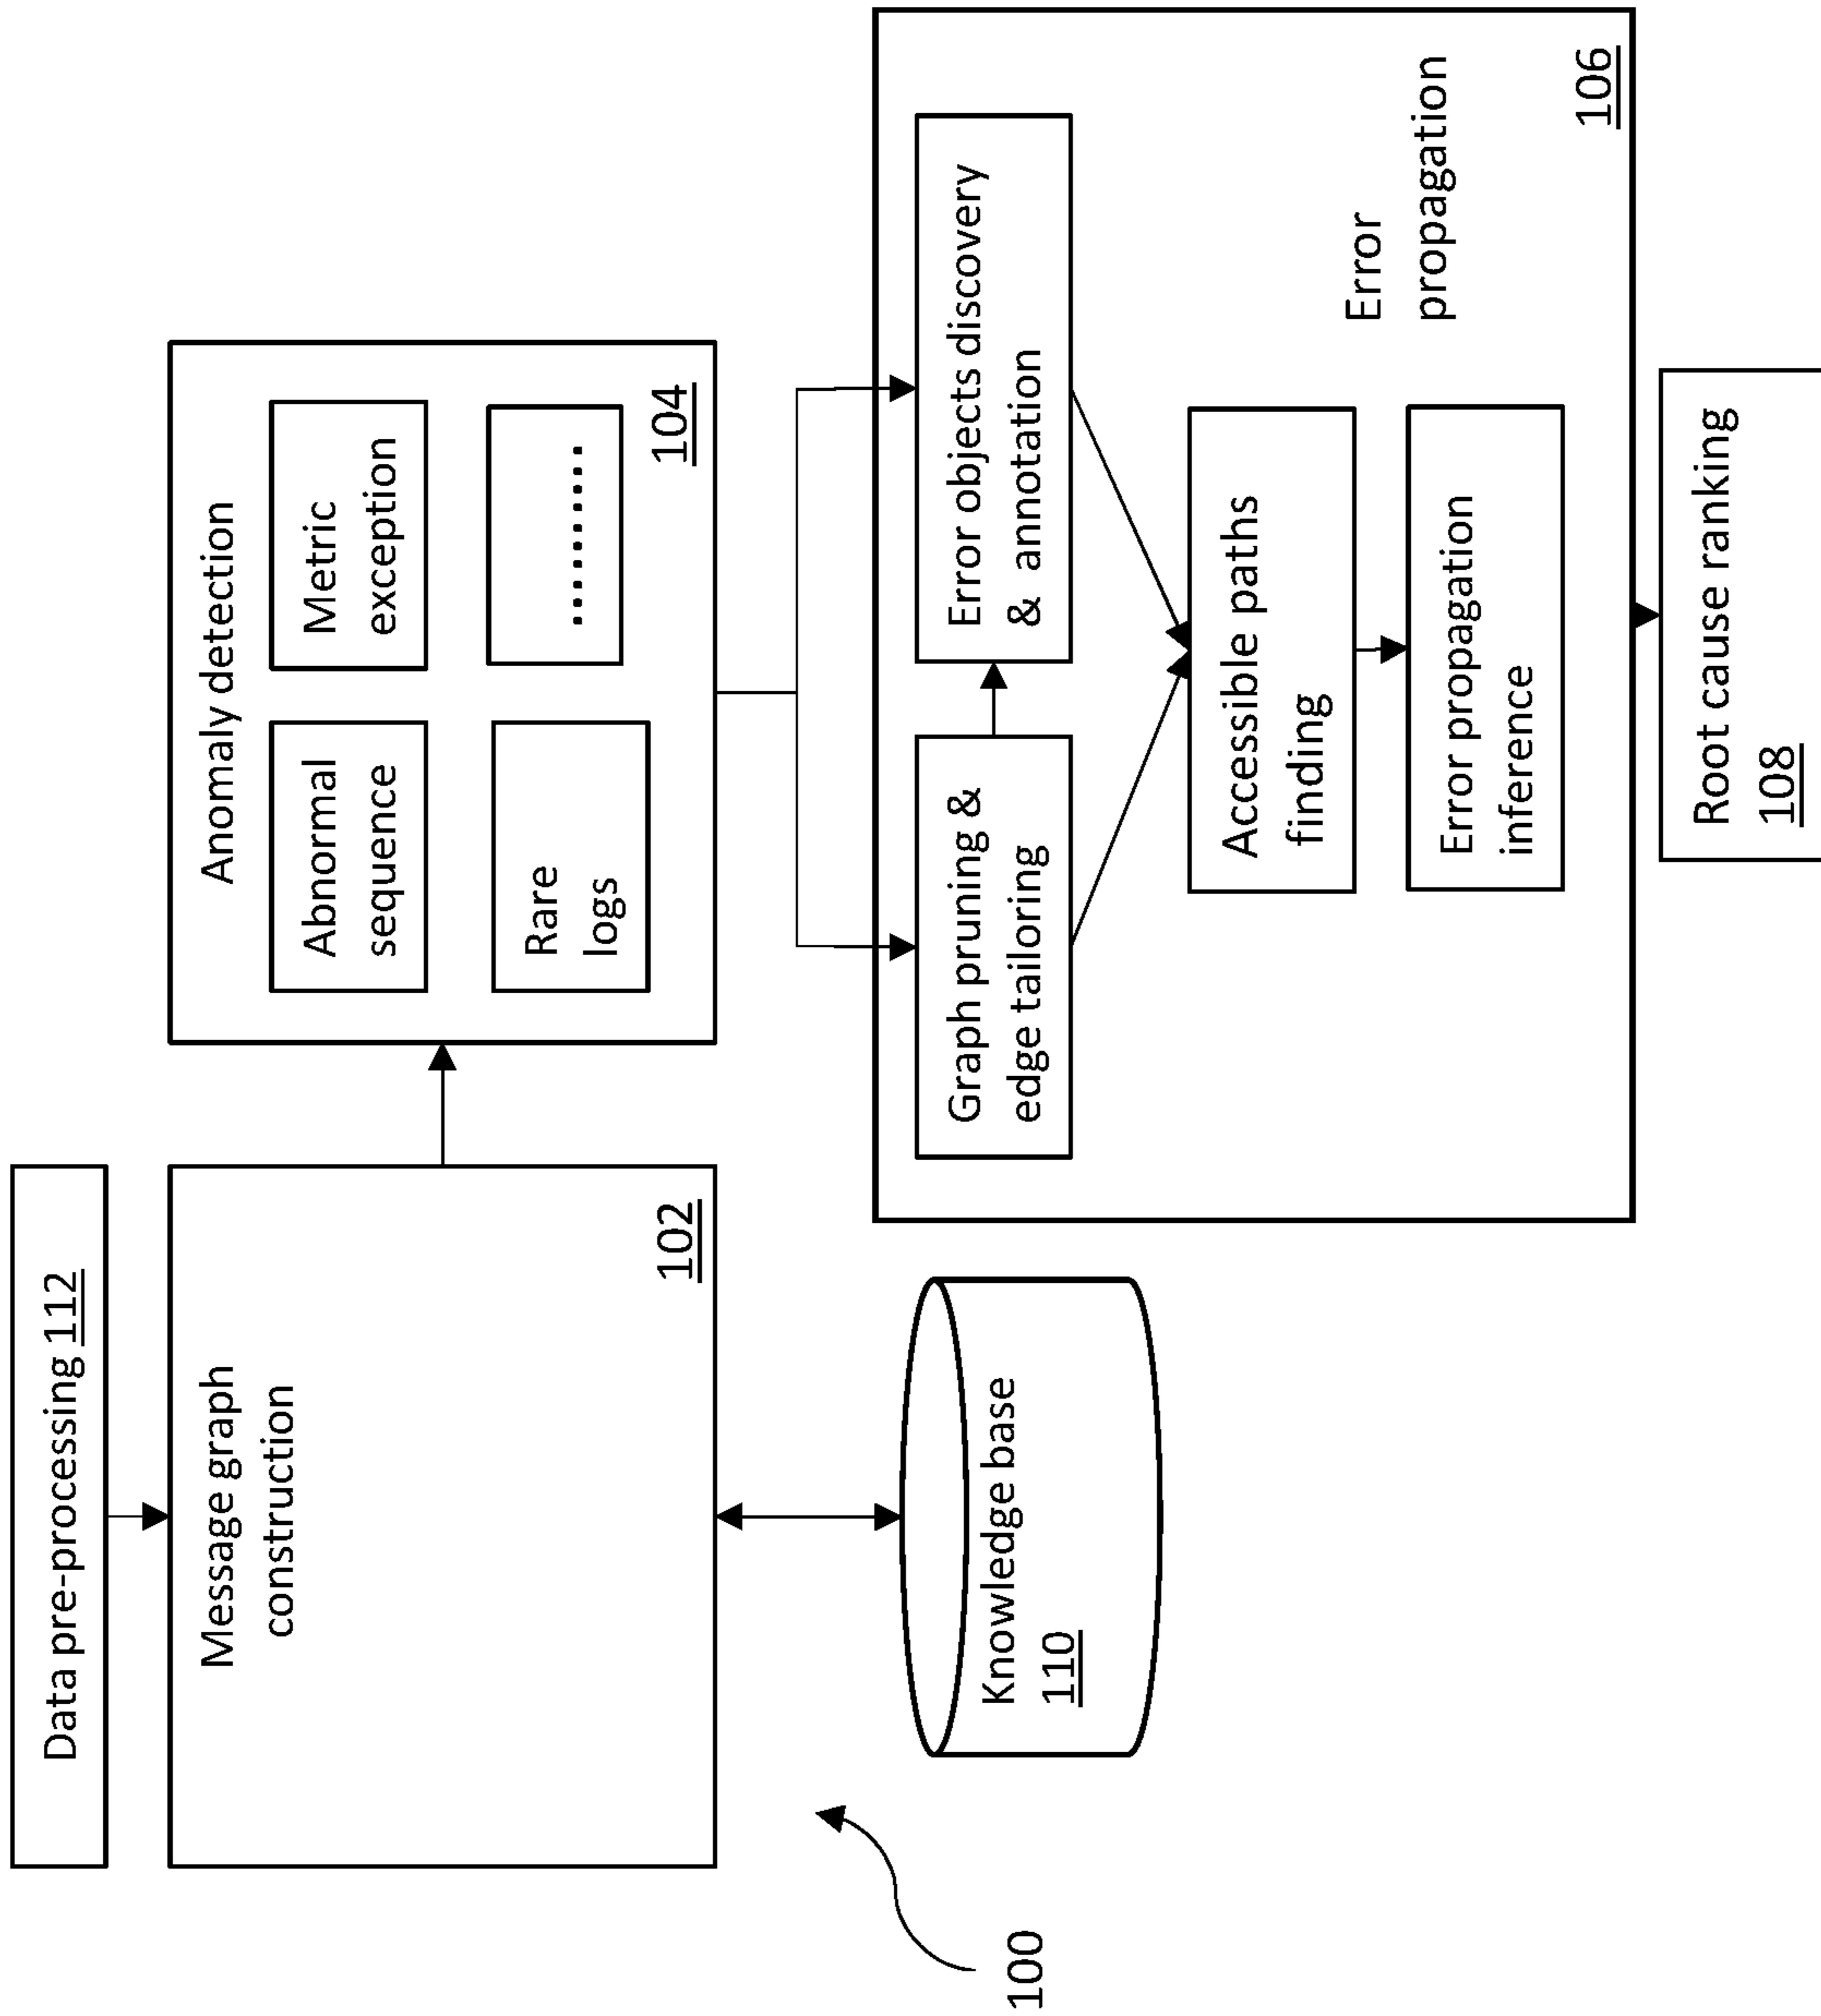 Data pre-processing 112
Message graph
construction
102
Anomaly detection
Abnormal
sequence
Metric
exception
Rare
logs
..........
104
Knowledge base
110
100
Graph pruning &
edge tailoring
Error objects discovery
& annotation
Accessible paths
finding
Error propagation
inference
Error
propagation
106
Root cause ranking
108